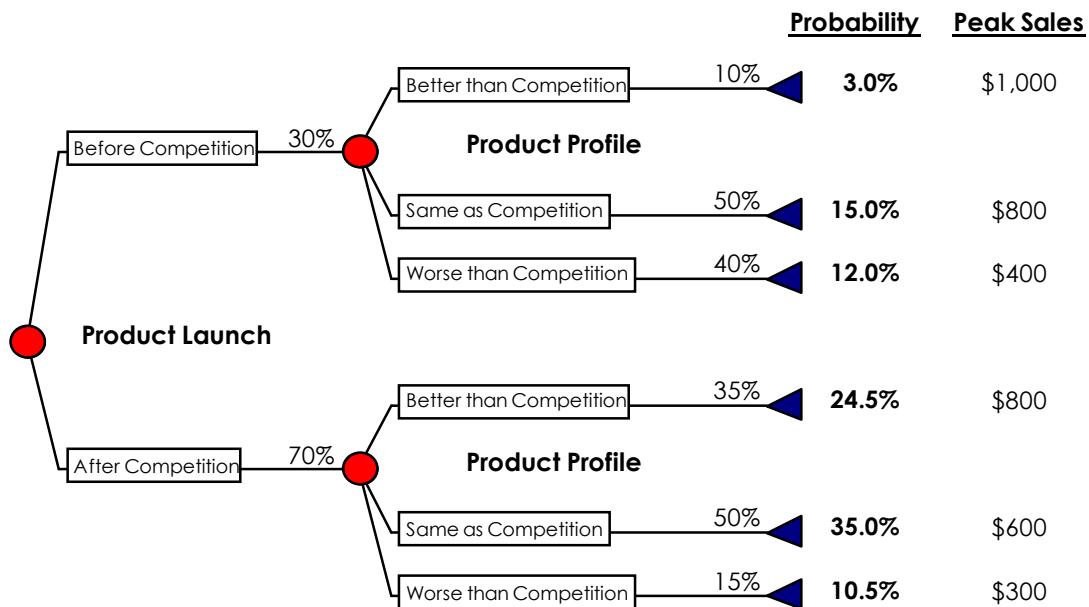 Probability Peak Sales
Better than Competition 10% 3.0% $1,000
Before Competition 30% Product Profile
Same as Competition 50% 15.0% $800
Worse than Competition 40% 12.0% $400
Product Launch
Better than Competition 35% 24.5% $800
After Competition 70% Product Profile
Same as Competition 50% 35.0% $600
Worse than Competition 15% 10.5% $300